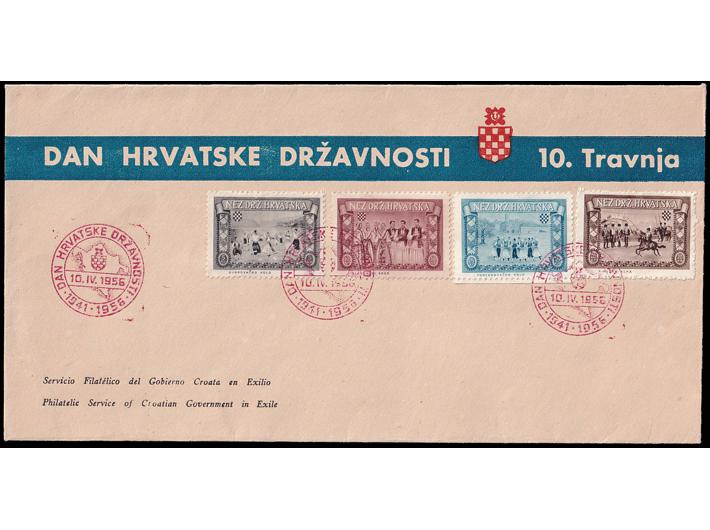 DAN HRVATSKE DRŽAVNOSTI 10. Travnja
NEZ.DRŽ.HRVATSKA
NEZ.DRŽ.HRVATSKA
NEZ.DRŽ.HRVATSKA
NEZ.DRŽ.HRVATSKA
DAN HRVATSKE DRŽAVNOSTI
10. IV. 1956
·1941·1956·
10. IV. 1956
·1941·1956·
10. IV. 1956
·1941·1956·
Servicio Filatélico del Gobierno Croata en Exilio
Philatelic Service of Croatian Government in Exile